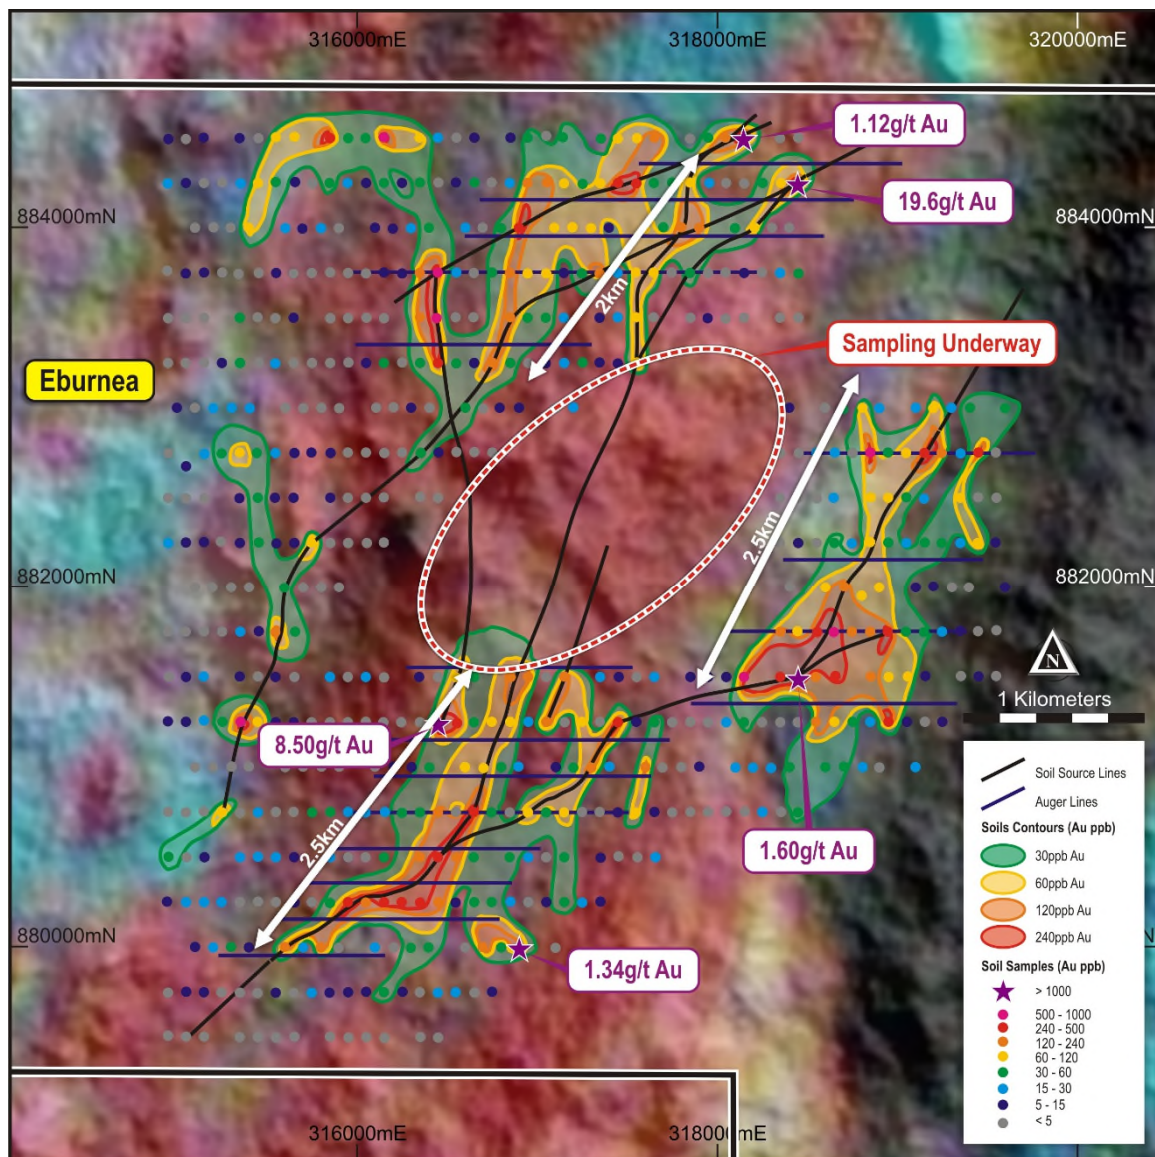 316000mE
318000mE
320000mE
1.12g/t Au
19.6g/t Au
884000mN
884000mN
2km
Sampling Underway
Eburnea
2.5km
882000mN
882000mN
N
1 Kilometers
8.50g/t Au
2.5km
1.60g/t Au
880000mN
1.34g/t Au
Soil Source Lines
Auger Lines
Soils Contours (Au ppb)
30ppb Au
60ppb Au
120ppb Au
240ppb Au
Soil Samples (Au ppb)
> 1000
500 - 1000
240 - 500
120 - 240
60 - 120
30 - 60
15 - 30
5 - 15
< 5
316000mE
318000mE